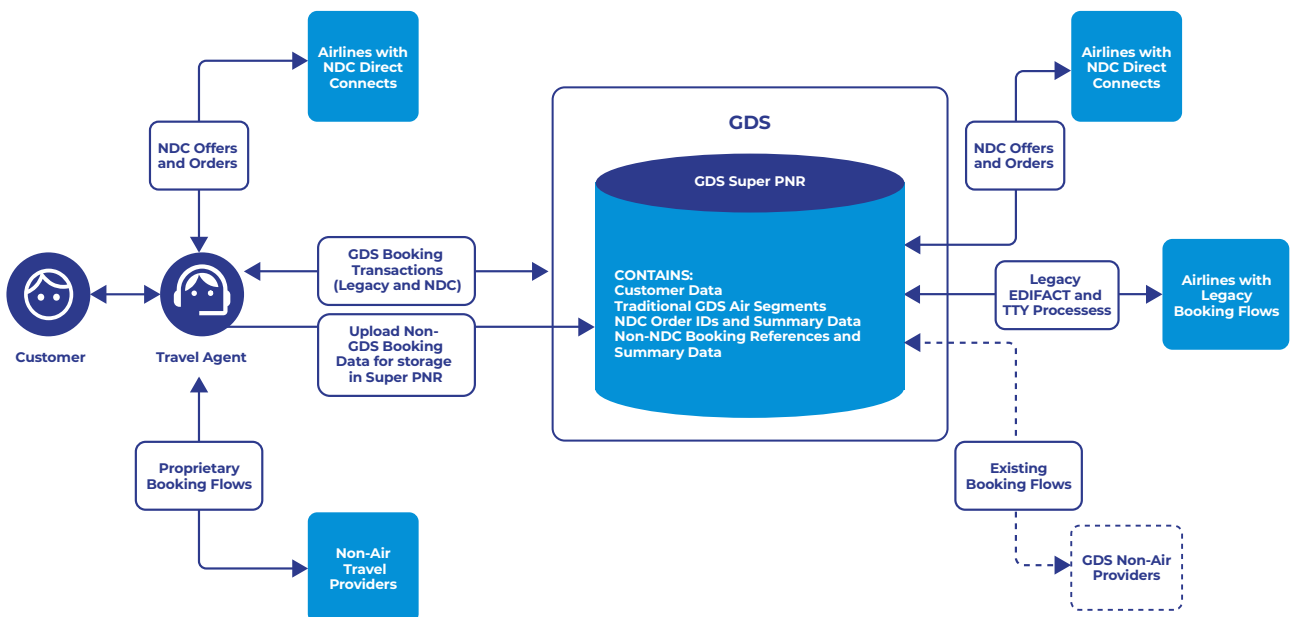 Airlines with
NDC Direct
Connects
NDC Offers
and Orders
Customer
Travel Agent
GDS Booking
Transactions
(Legacy and NDC)
Upload Non-
GDS Booking
Data for storage
in Super PNR
Proprietary
Booking Flows
Non-Air
Travel
Providers
GDS
GDS Super PNR
CONTAINS:
Customer Data
Traditional GDS Air Segments
NDC Order IDs and Summary Data
Non-NDC Booking References and
Summary Data
Airlines with
NDC Direct
Connects
NDC Offers
and Orders
Legacy
EDIFACT and
TTY Processess
Airlines with
Legacy
Booking Flows
Existing
Booking Flows
GDS Non-Air
Providers